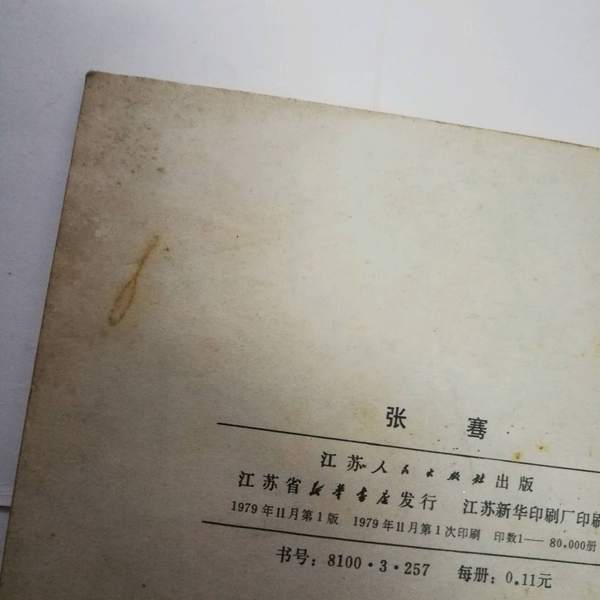 张 骞
江苏人民出版社出版
江苏省新华书店发行 江苏新华印刷厂印刷
1979年11月第1版 1979年11月第1次印刷 印数1—80,000册
书号：8100·3·257 每册：0.11元